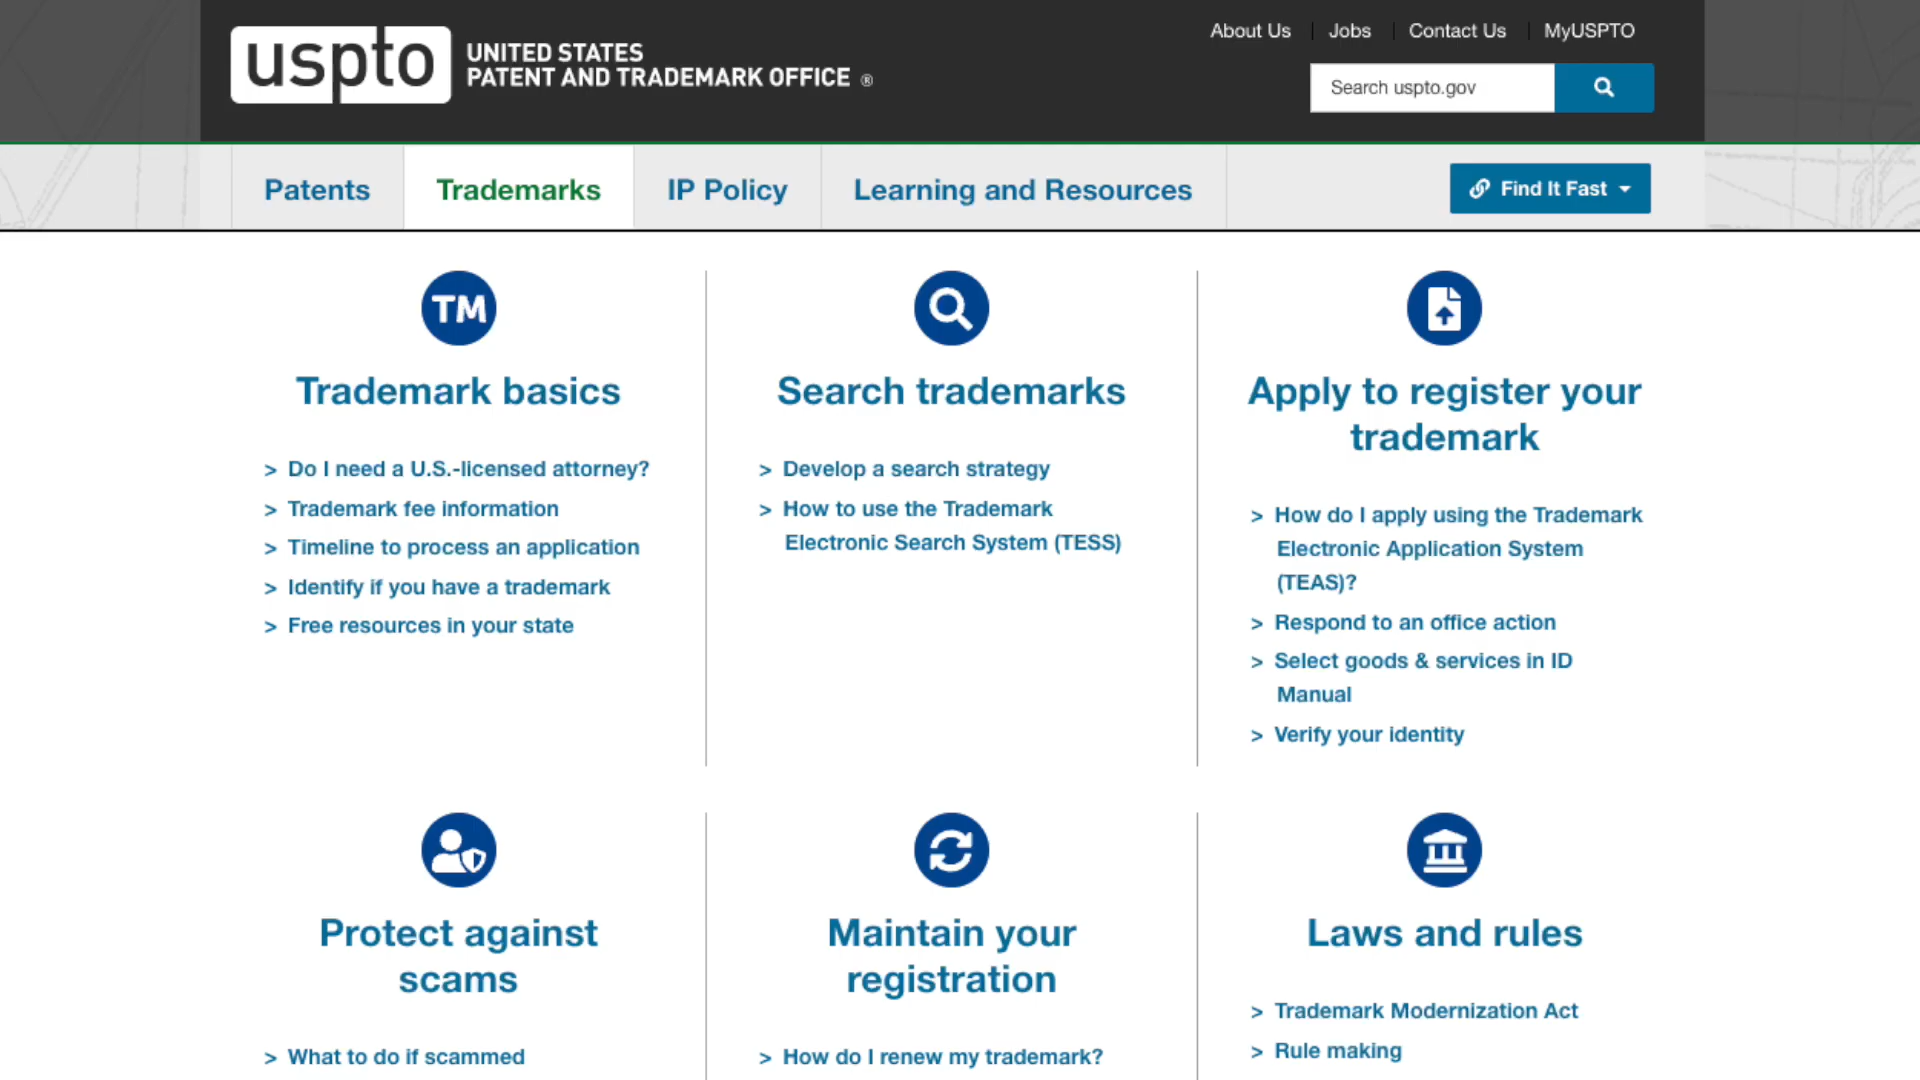 uspto
UNITED STATES
PATENT AND TRADEMARK OFFICE ®
About Us
Jobs
Contact Us
MyUSPTO
Search uspto.gov
Patents
Trademarks
IP Policy
Learning and Resources
Find It Fast
TM
Trademark basics
> Do I need a U.S.-licensed attorney?
> Trademark fee information
> Timeline to process an application
> Identify if you have a trademark
> Free resources in your state
Search trademarks
> Develop a search strategy
> How to use the Trademark
Electronic Search System (TESS)
Apply to register your
trademark
> How do I apply using the Trademark
Electronic Application System
(TEAS)?
> Respond to an office action
> Select goods & services in ID
Manual
> Verify your identity
Protect against
scams
> What to do if scammed
Maintain your
registration
> How do I renew my trademark?
Laws and rules
> Trademark Modernization Act
> Rule making